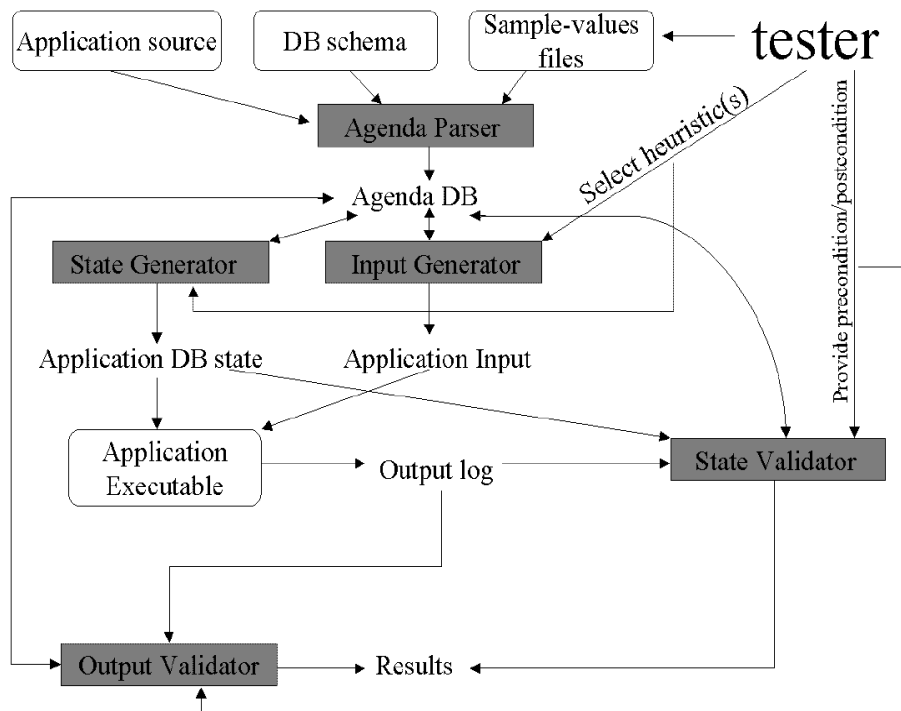 Application source
DB schema
Sample-values
files
tester
Agenda Parser
Select heuristic(s)
Provide precondition/postcondition
Agenda DB
State Generator
Input Generator
Application DB state
Application Input
Application
Executable
Output log
State Validator
Output Validator
Results